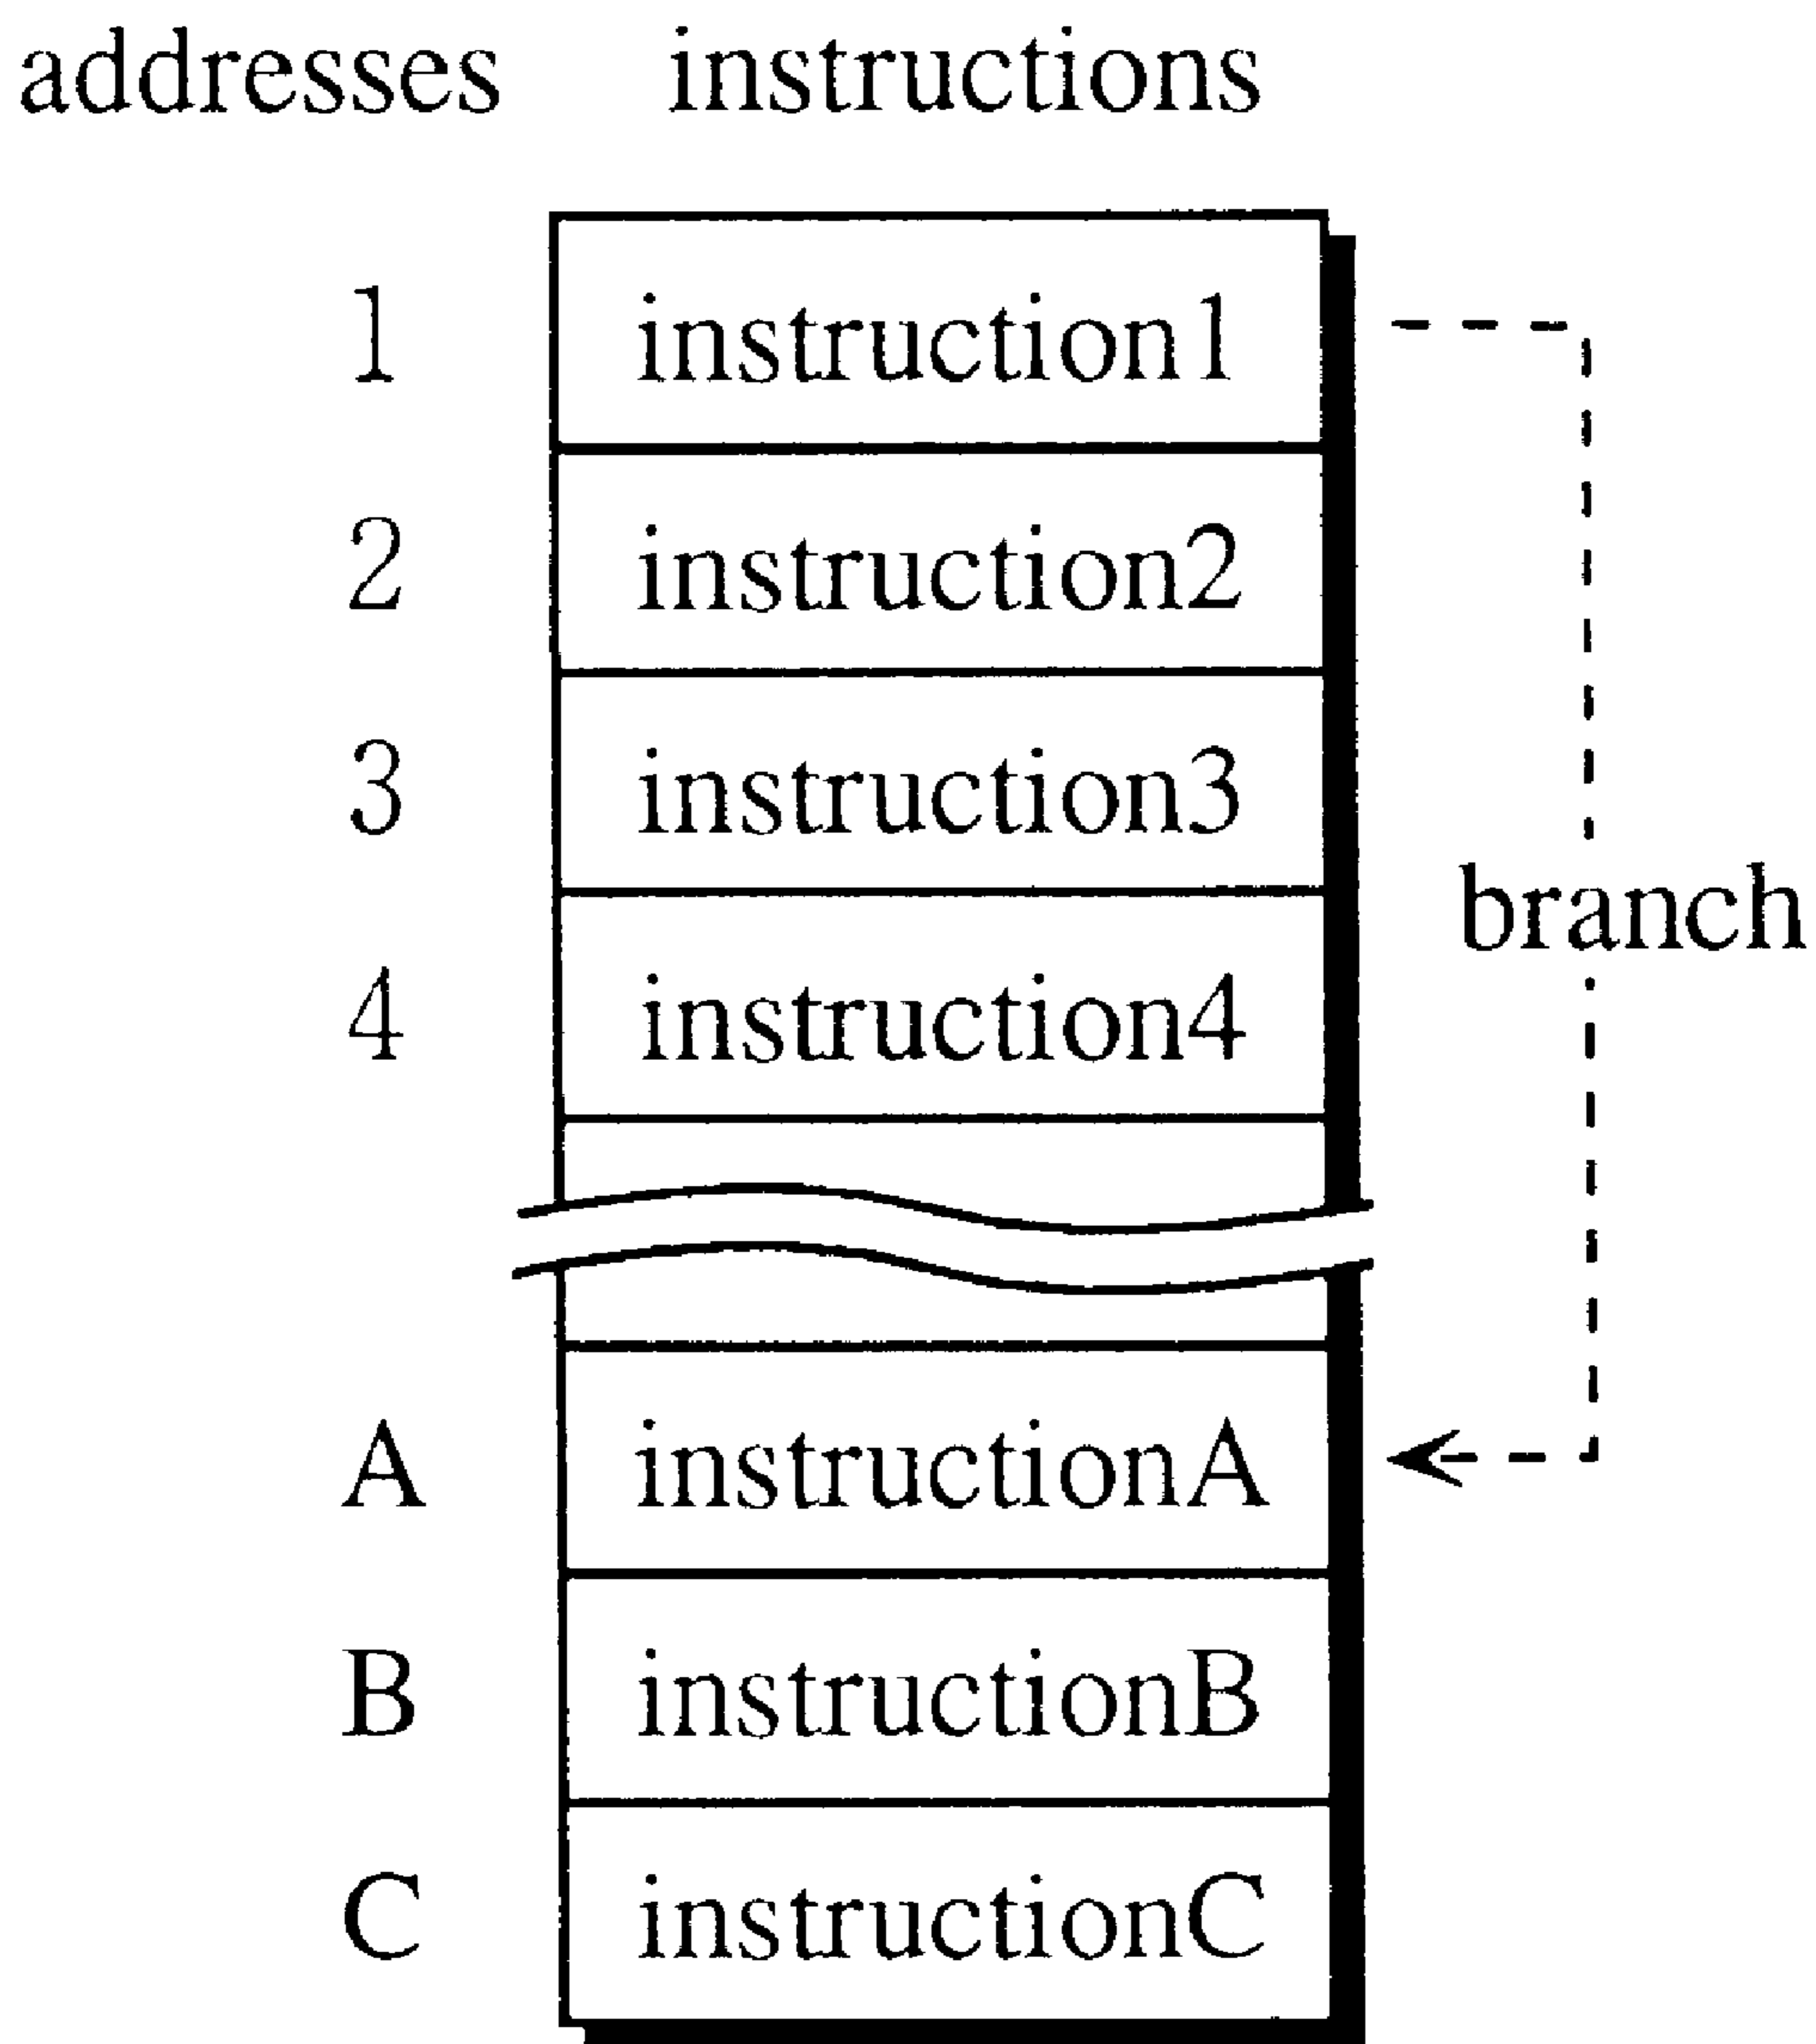 addresses instructions
1 instruction1
2 instruction2
3 instruction3
4 instruction4
branch
A instructionA
B instructionB
C instructionC